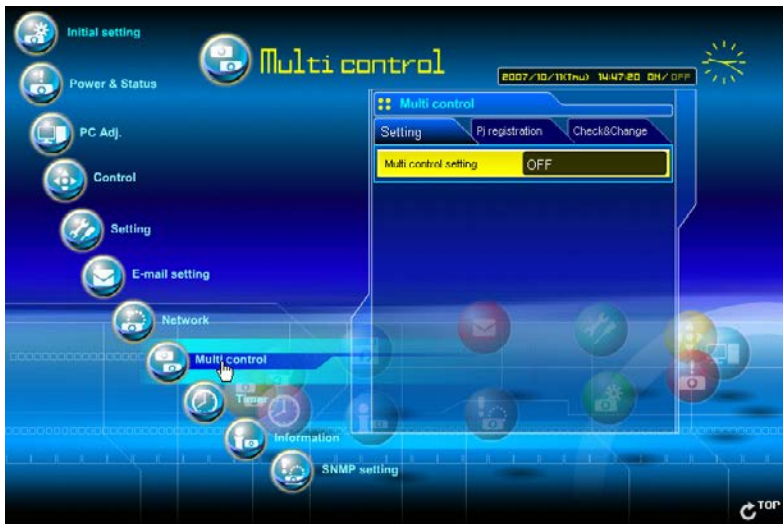 Initial setting
Power & Status
PC Adj.
Control
Setting
E-mail setting
Network
Multi control
Timer
Information
SNMP setting
Multi control
2007/10/11(Thu) 14:47:20 ON/OFF
Multi control
Setting
Pj registration
Check&Change
Multi control setting
OFF
TOP